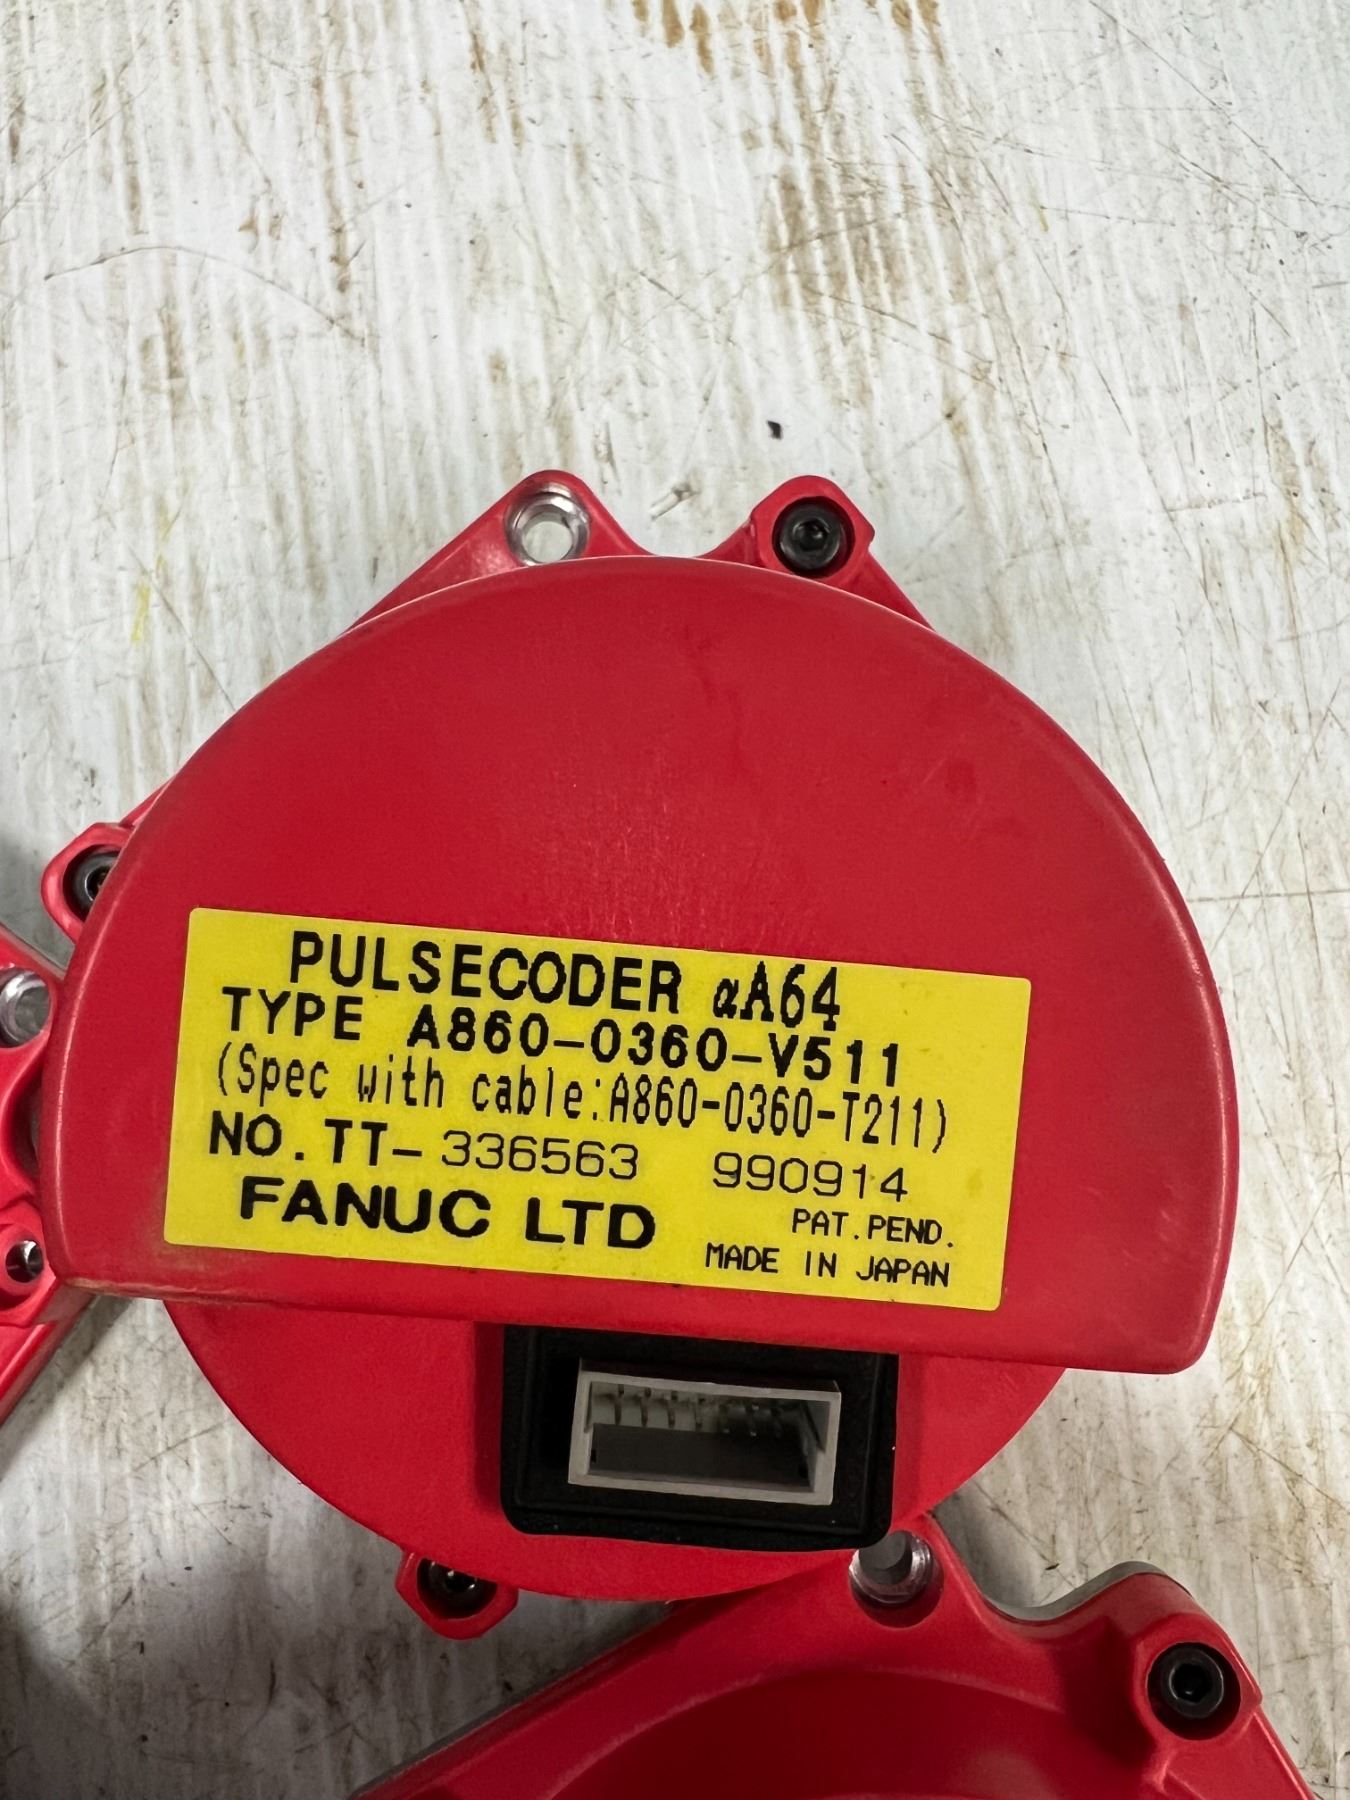 PULSECODER αA64
TYPE A860-0360-V511
(Spec with cable:A860-0360-T211)
NO.TT-336563 990914
FANUC LTD PAT.PEND.
MADE IN JAPAN